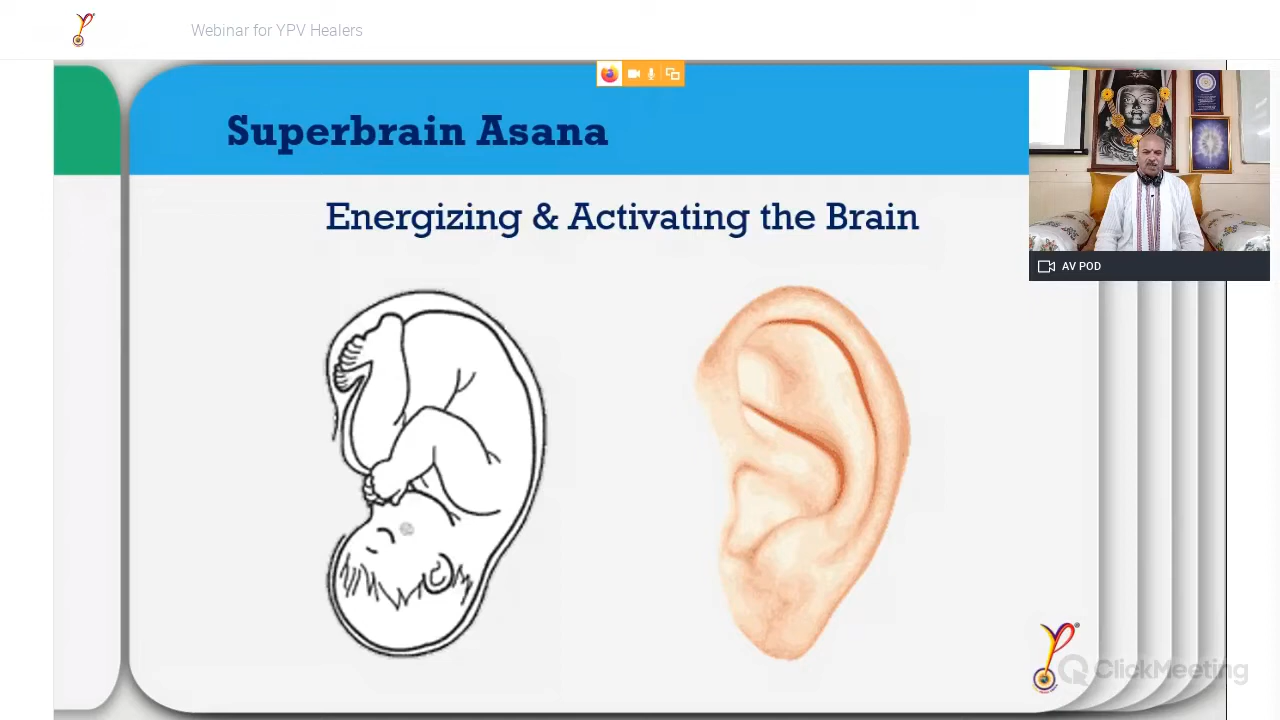 Webinar for YPV Healers
Superbrain Asana
Energizing & Activating the Brain
AV POD
ClickMeeting